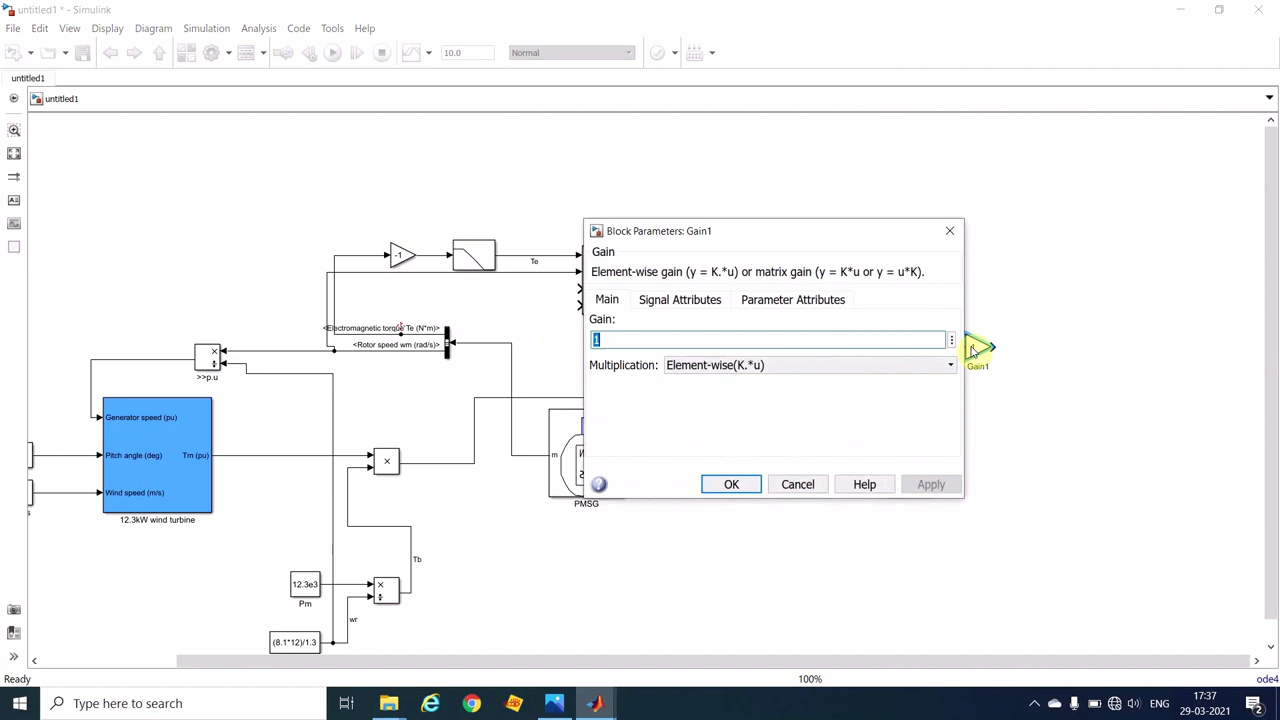 untitled1 * - Simulink
File Edit View Display Diagram Simulation Analysis Code Tools Help
10.0
Normal
untitled1
untitled1
Block Parameters: Gain1
Gain
Element-wise gain (y = K.*u) or matrix gain (y = K*u or y = u*K).
Main Signal Attributes Parameter Attributes
Gain:
1
Multiplication: Element-wise(K.*u)
OK Cancel Help Apply
Gain1
-1
Te
<Electromagnetic torque Te (N*m)>
<Rotor speed wm (rad/s)>
>>p.u
Generator speed (pu)
Pitch angle (deg)
Tm (pu)
Wind speed (m/s)
12.3kW wind turbine
m
PMSG
Tb
12.3e3
Pm
wr
(8.1*12)/1.3
Ready
100%
ode4
Type here to search
ENG
17:37
29-03-2021
2